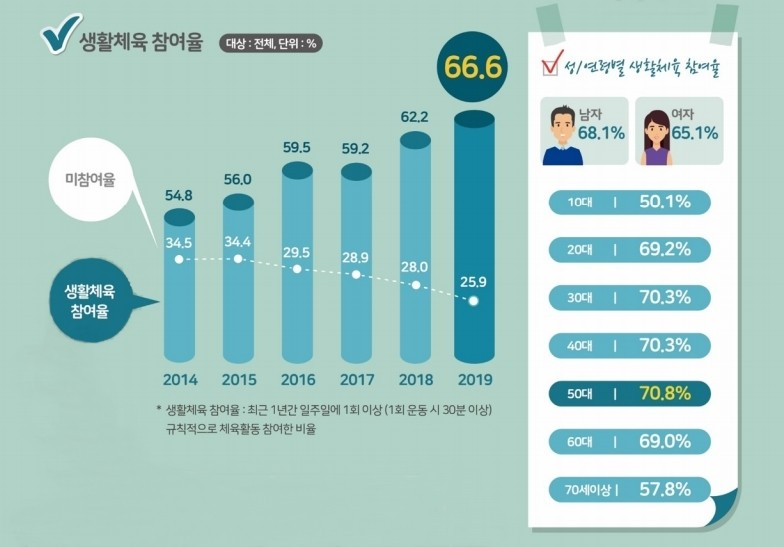 생활체육 참여율
대상 : 전체, 단위 : %
66.6
62.2
59.5
59.2
56.0
54.8
미참여율
34.5
34.4
29.5
28.9
28.0
25.9
생활체육
참여율
2014
2015
2016
2017
2018
2019
* 생활체육 참여율 : 최근 1년간 일주일에 1회 이상 (1회 운동 시 30분 이상)
규칙적으로 체육활동 참여한 비율
성/연령별 생활체육 참여율
남자
68.1%
여자
65.1%
10대 | 50.1%
20대 | 69.2%
30대 | 70.3%
40대 | 70.3%
50대 | 70.8%
60대 | 69.0%
70세이상 | 57.8%